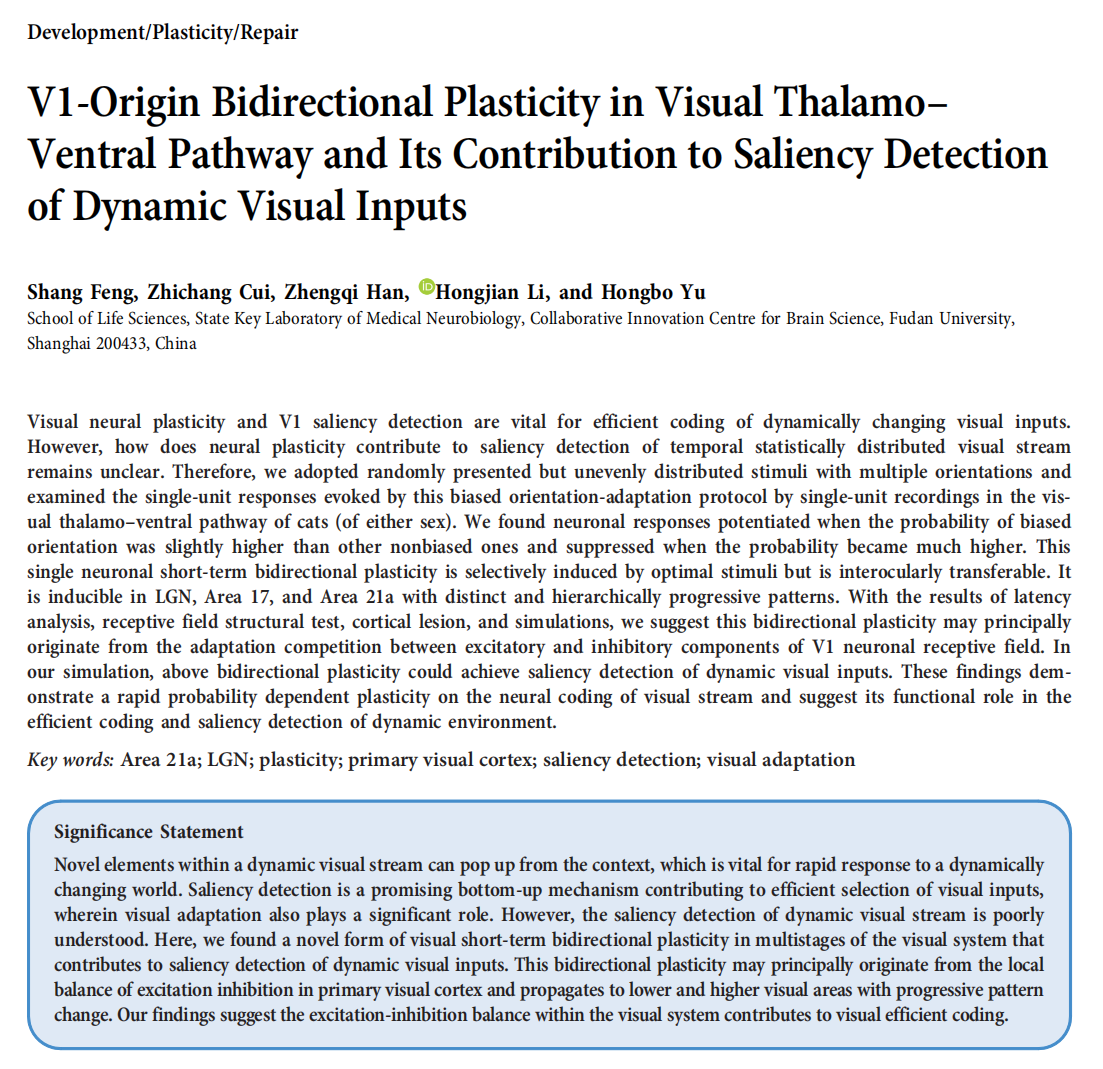 Development/Plasticity/Repair
V1-Origin Bidirectional Plasticity in Visual Thalamo–
Ventral Pathway and Its Contribution to Saliency Detection
of Dynamic Visual Inputs
Shang Feng, Zhichang Cui, Zhengqi Han, iD Hongjian Li, and Hongbo Yu
School of Life Sciences, State Key Laboratory of Medical Neurobiology, Collaborative Innovation Centre for Brain Science, Fudan University,
Shanghai 200433, China
Visual neural plasticity and V1 saliency detection are vital for efficient coding of dynamically changing visual inputs.
However, how does neural plasticity contribute to saliency detection of temporal statistically distributed visual stream
remains unclear. Therefore, we adopted randomly presented but unevenly distributed stimuli with multiple orientations and
examined the single-unit responses evoked by this biased orientation-adaptation protocol by single-unit recordings in the vis-
ual thalamo–ventral pathway of cats (of either sex). We found neuronal responses potentiated when the probability of biased
orientation was slightly higher than other nonbiased ones and suppressed when the probability became much higher. This
single neuronal short-term bidirectional plasticity is selectively induced by optimal stimuli but is interocularly transferable. It
is inducible in LGN, Area 17, and Area 21a with distinct and hierarchically progressive patterns. With the results of latency
analysis, receptive field structural test, cortical lesion, and simulations, we suggest this bidirectional plasticity may principally
originate from the adaptation competition between excitatory and inhibitory components of V1 neuronal receptive field. In
our simulation, above bidirectional plasticity could achieve saliency detection of dynamic visual inputs. These findings dem-
onstrate a rapid probability dependent plasticity on the neural coding of visual stream and suggest its functional role in the
efficient coding and saliency detection of dynamic environment.
Key words: Area 21a; LGN; plasticity; primary visual cortex; saliency detection; visual adaptation
Significance Statement
Novel elements within a dynamic visual stream can pop up from the context, which is vital for rapid response to a dynamically
changing world. Saliency detection is a promising bottom-up mechanism contributing to efficient selection of visual inputs,
wherein visual adaptation also plays a significant role. However, the saliency detection of dynamic visual stream is poorly
understood. Here, we found a novel form of visual short-term bidirectional plasticity in multistages of the visual system that
contributes to saliency detection of dynamic visual inputs. This bidirectional plasticity may principally originate from the local
balance of excitation inhibition in primary visual cortex and propagates to lower and higher visual areas with progressive pattern
change. Our findings suggest the excitation-inhibition balance within the visual system contributes to visual efficient coding.